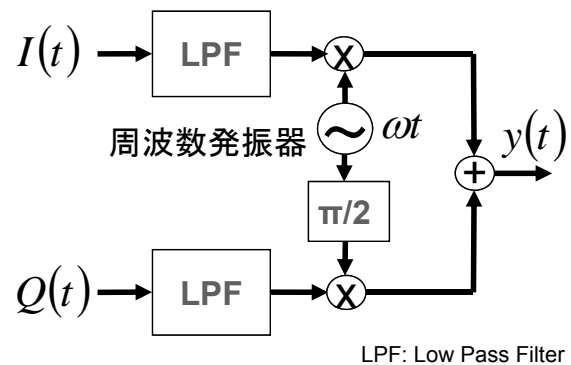 I(t)
LPF
X
周波数発振器
~
ωt
y(t)
+
π/2
Q(t)
LPF
X
LPF: Low Pass Filter